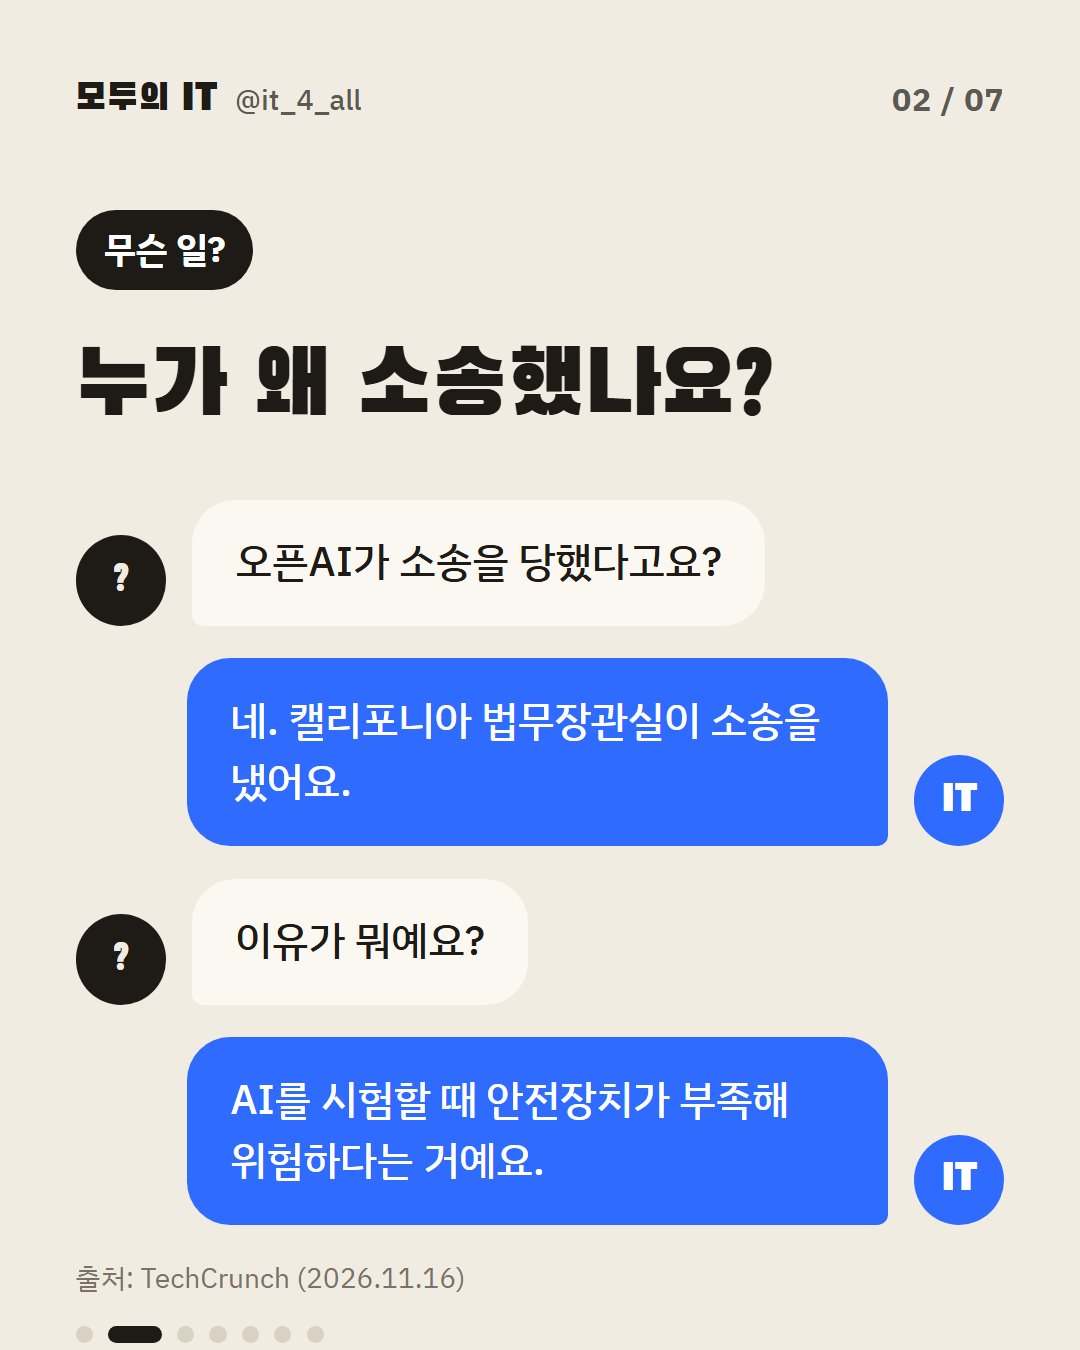 모두의 IT @it_4_all
02 / 07
무슨 일?
누가 왜 소송했나요?
?
오픈AI가 소송을 당했다고요?
네. 캘리포니아 법무장관실이 소송을
냈어요.
IT
?
이유가 뭐예요?
AI를 시험할 때 안전장치가 부족해
위험하다는 거예요.
IT
출처: TechCrunch (2026.11.16)